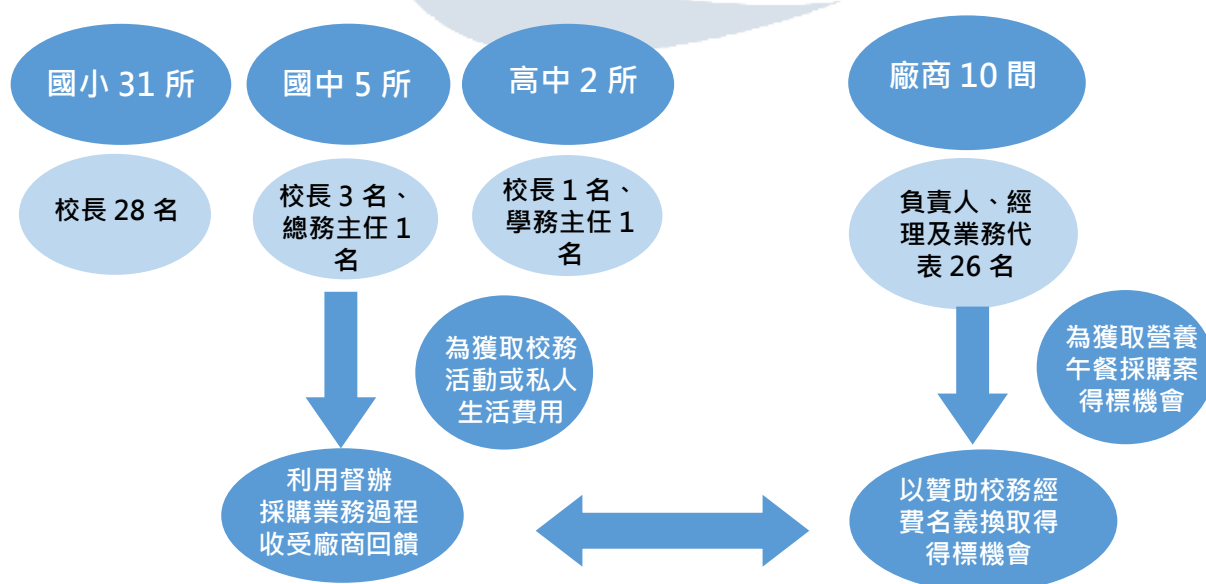 國小 31 所
國中 5 所
高中 2 所
廠商 10 間
校長 28 名
校長 3 名、
總務主任 1
名
校長 1 名、
學務主任 1
名
負責人、經
理及業務代
表 26 名
為獲取校務
活動或私人
生活費用
為獲取營養
午餐採購案
得標機會
利用督辦
採購業務過程
收受廠商回饋
以贊助校務經
費名義換取得
得標機會